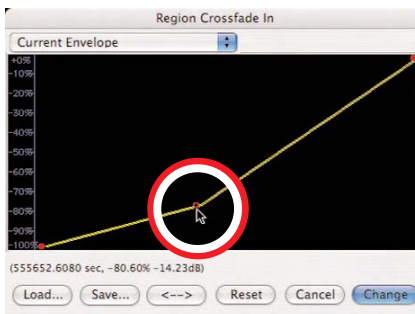 Region Crossfade In
Current Envelope
+0%
-10%
-20%
-30%
-40%
-50%
-60%
-70%
-80%
-90%
-100%
(555652.6080 sec, -80.60% -14.23dB)
Load... Save... <--> Reset Cancel Change